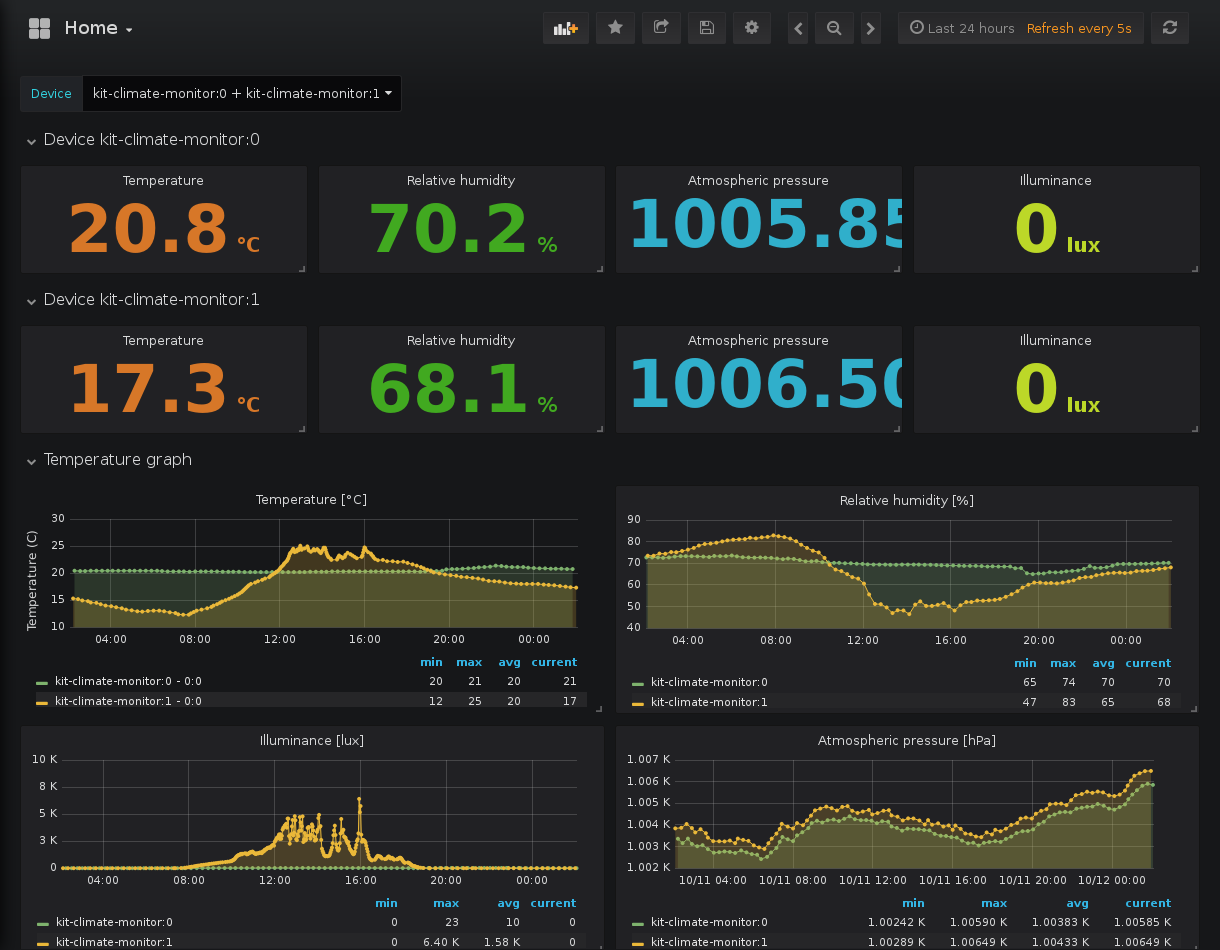 Home
Last 24 hours Refresh every 5s
Device kit-climate-monitor:0 + kit-climate-monitor:1
Device kit-climate-monitor:0
Temperature Relative humidity Atmospheric pressure Illuminance
20.8 °C 70.2 % 1005.85 0 lux
Device kit-climate-monitor:1
Temperature Relative humidity Atmospheric pressure Illuminance
17.3 °C 68.1 % 1006.50 0 lux
Temperature graph
Temperature [°C]
Temperature (C)
30
25
20
15
10
04:00 08:00 12:00 16:00 20:00 00:00
min max avg current
kit-climate-monitor:0 - 0:0 20 21 20 21
kit-climate-monitor:1 - 0:0 12 25 20 17
Relative humidity [%]
90
80
70
60
50
40
04:00 08:00 12:00 16:00 20:00 00:00
min max avg current
kit-climate-monitor:0 65 74 70 70
kit-climate-monitor:1 47 83 65 68
Illuminance [lux]
10 K
8 K
5 K
3 K
0
04:00 08:00 12:00 16:00 20:00 00:00
min max avg current
kit-climate-monitor:0 0 23 10 0
kit-climate-monitor:1 0 6.40 K 1.58 K 0
Atmospheric pressure [hPa]
1.007 K
1.006 K
1.005 K
1.004 K
1.003 K
1.002 K
10/11 04:00 10/11 08:00 10/11 12:00 10/11 16:00 10/11 20:00 10/12 00:00
min max avg current
kit-climate-monitor:0 1.00242 K 1.00590 K 1.00383 K 1.00585 K
kit-climate-monitor:1 1.00289 K 1.00649 K 1.00433 K 1.00649 K